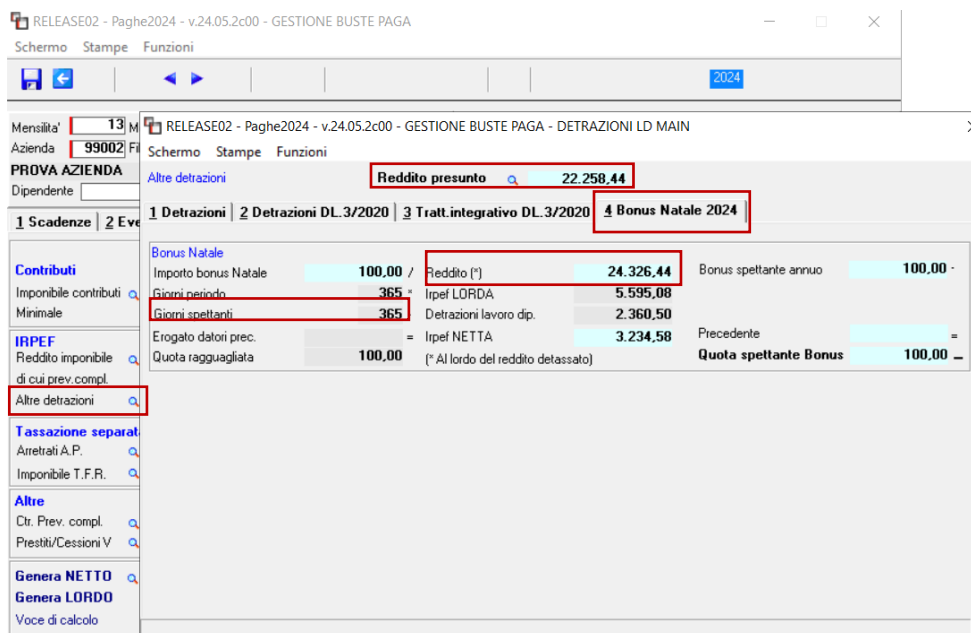 RELEASE02 - Paghe2024 - v.24.05.2c00 - GESTIONE BUSTE PAGA
Schermo Stampe Funzioni
2024
Mensilita' 13 M
Azienda 99002 Fi
PROVA AZIENDA
Dipendente
1 Scadenze 2 Eve
Contributi
Imponibile contributi
Minimale
IRPEF
Reddito imponibile
di cui prev.compl.
Altre detrazioni
Tassazione separat
Arretrati A.P.
Imponibile T.F.R.
Altre
Ctr. Prev. compl.
Prestiti/Cessioni V
Genera NETTO
Genera LORDO
Voce di calcolo
RELEASE02 - Paghe2024 - v.24.05.2c00 - GESTIONE BUSTE PAGA - DETRAZIONI LD MAIN
Schermo Stampe Funzioni
Altre detrazioni Reddito presunto 22.258,44
1 Detrazioni 2 Detrazioni DL.3/2020 3 Tratt.integrativo DL.3/2020 4 Bonus Natale 2024
Bonus Natale
Importo bonus Natale 100,00 / Reddito (*) 24.326,44 Bonus spettante annuo 100,00 -
Giorni periodo 365 * Irpef LORDA 5.595,08
Giorni spettanti 365 Detrazioni lavoro dip. 2.360,50
Erogato datori prec. = Irpef NETTA 3.234,58 Precedente =
Quota ragguagliata 100,00 (* Al lordo del reddito detassato) Quota spettante Bonus 100,00